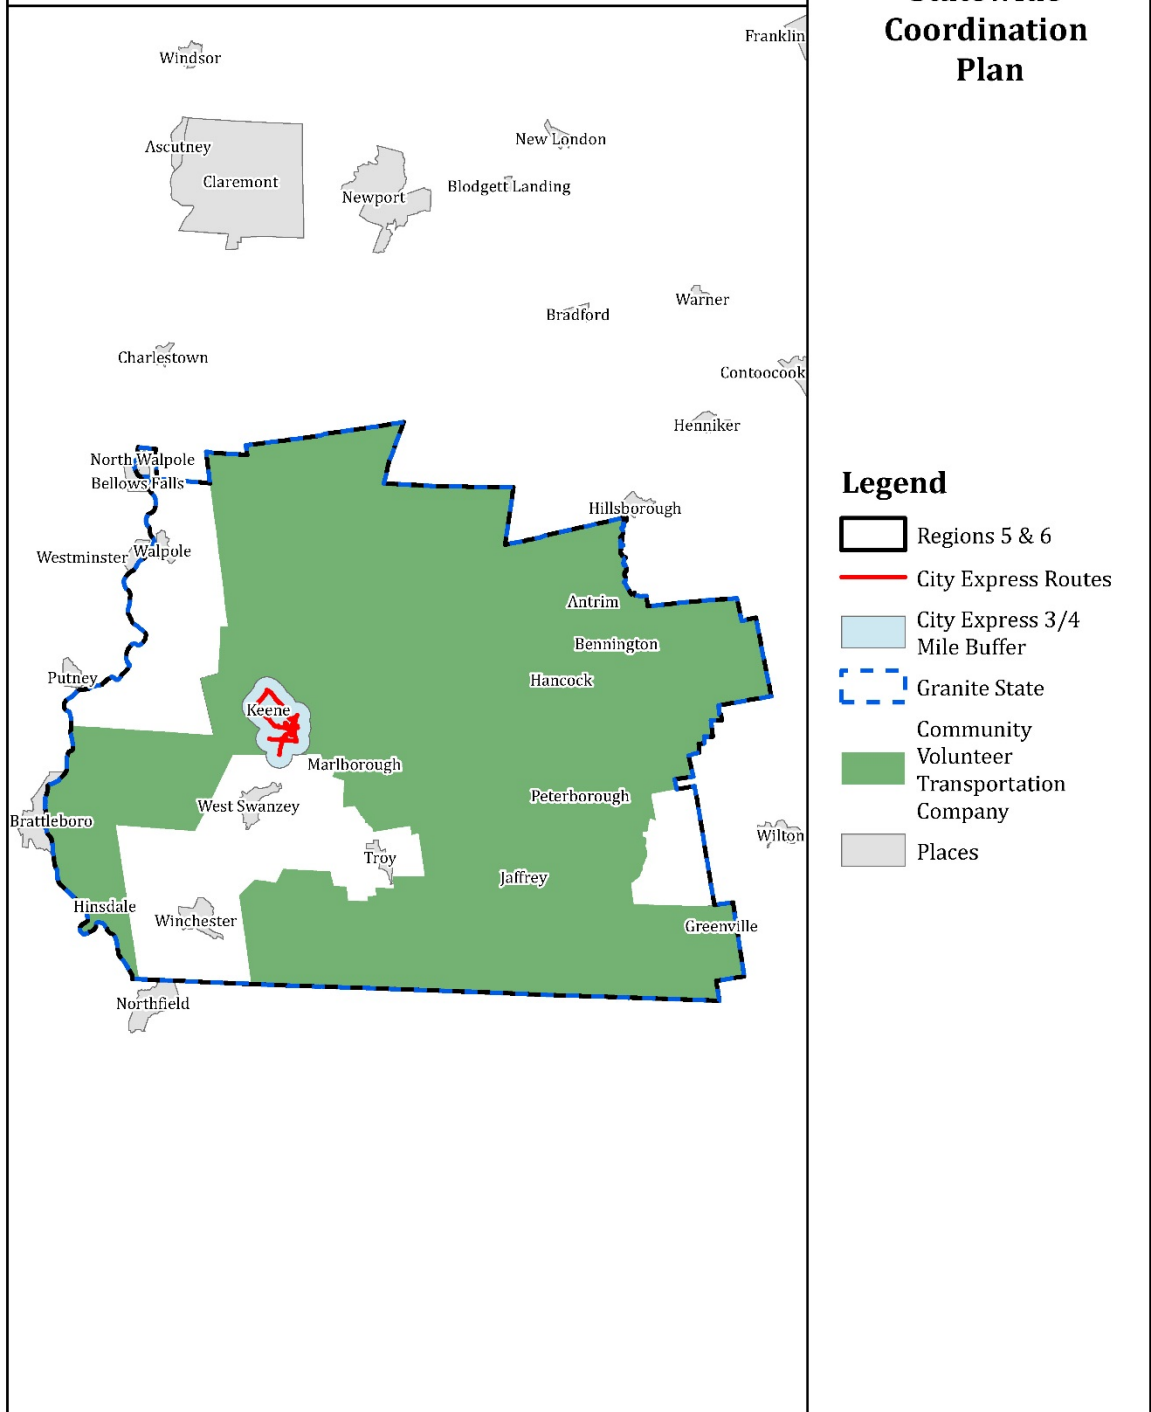 Coordination
Plan
Franklin
Windsor
New London
Ascutney
Claremont
Blodgett Landing
Newport
Warner
Bradford
Charlestown
Contoocook
Henniker
North Walpole
Bellows Falls
Hillsborough
Westminster
Walpole
Antrim
Bennington
Putney
Hancock
Keene
Marlborough
Peterborough
West Swanzey
Brattleboro
Wilton
Troy
Jaffrey
Hinsdale
Winchester
Greenville
Northfield
Legend
Regions 5 & 6
City Express Routes
City Express 3/4
Mile Buffer
Granite State
Community
Volunteer
Transportation
Company
Places